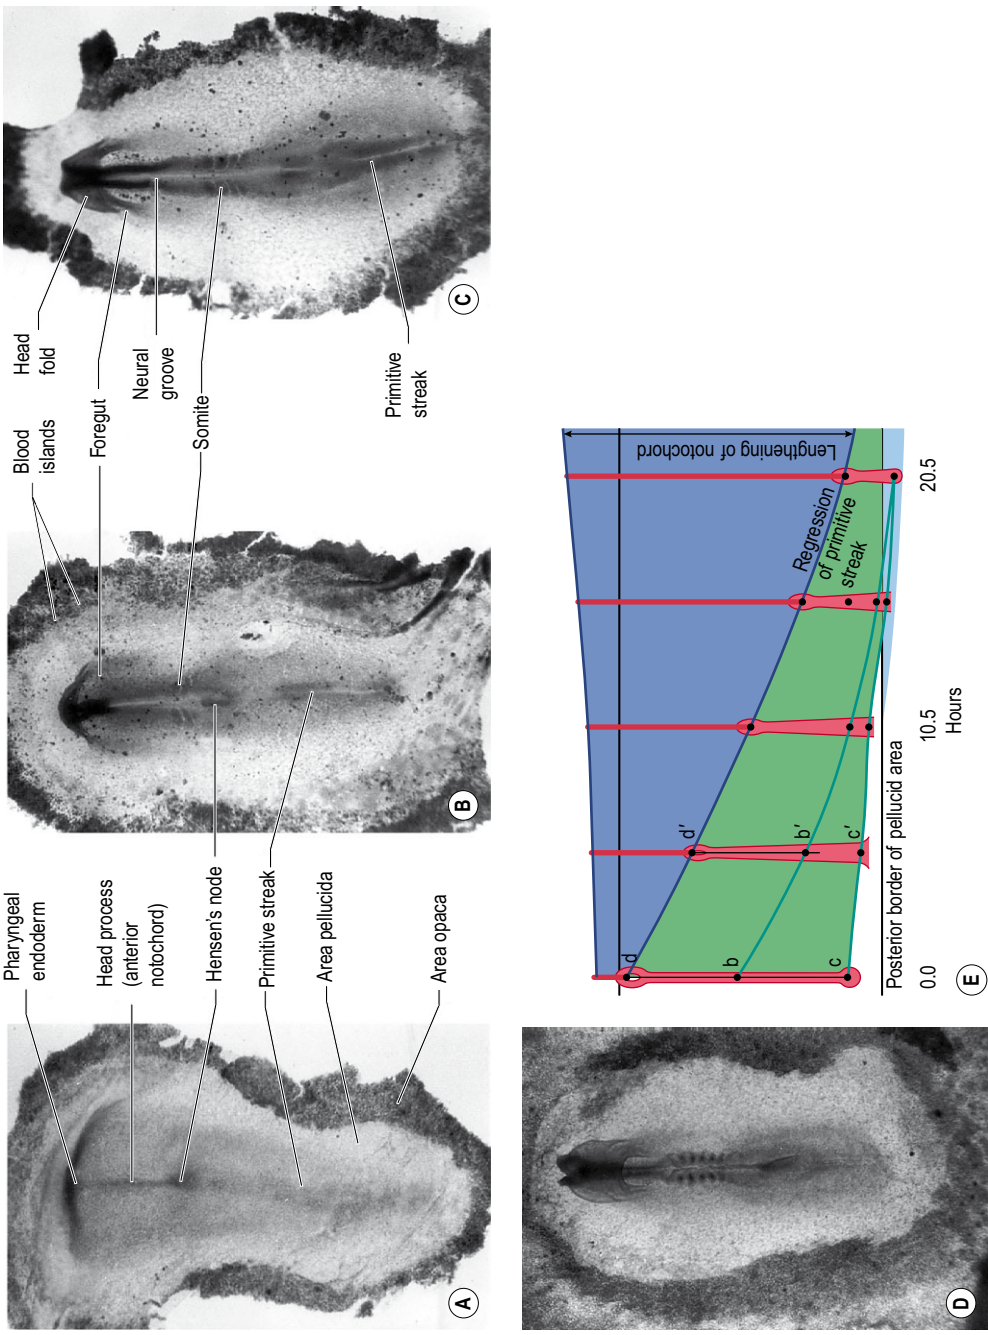 Pharyngeal
endoderm
Head process
(anterior
notochord)
Hensen's node
Primitive streak
Area pellucida
Area opaca
A
Blood
islands
Foregut
Somite
B
Head
fold
Neural
groove
Primitive
streak
C
D
d
b
c
d′
b′
c′
Lengthening of notochord
Regression
of primitive
streak
Posterior border of pellucid area
0.0
10.5
20.5
Hours
E